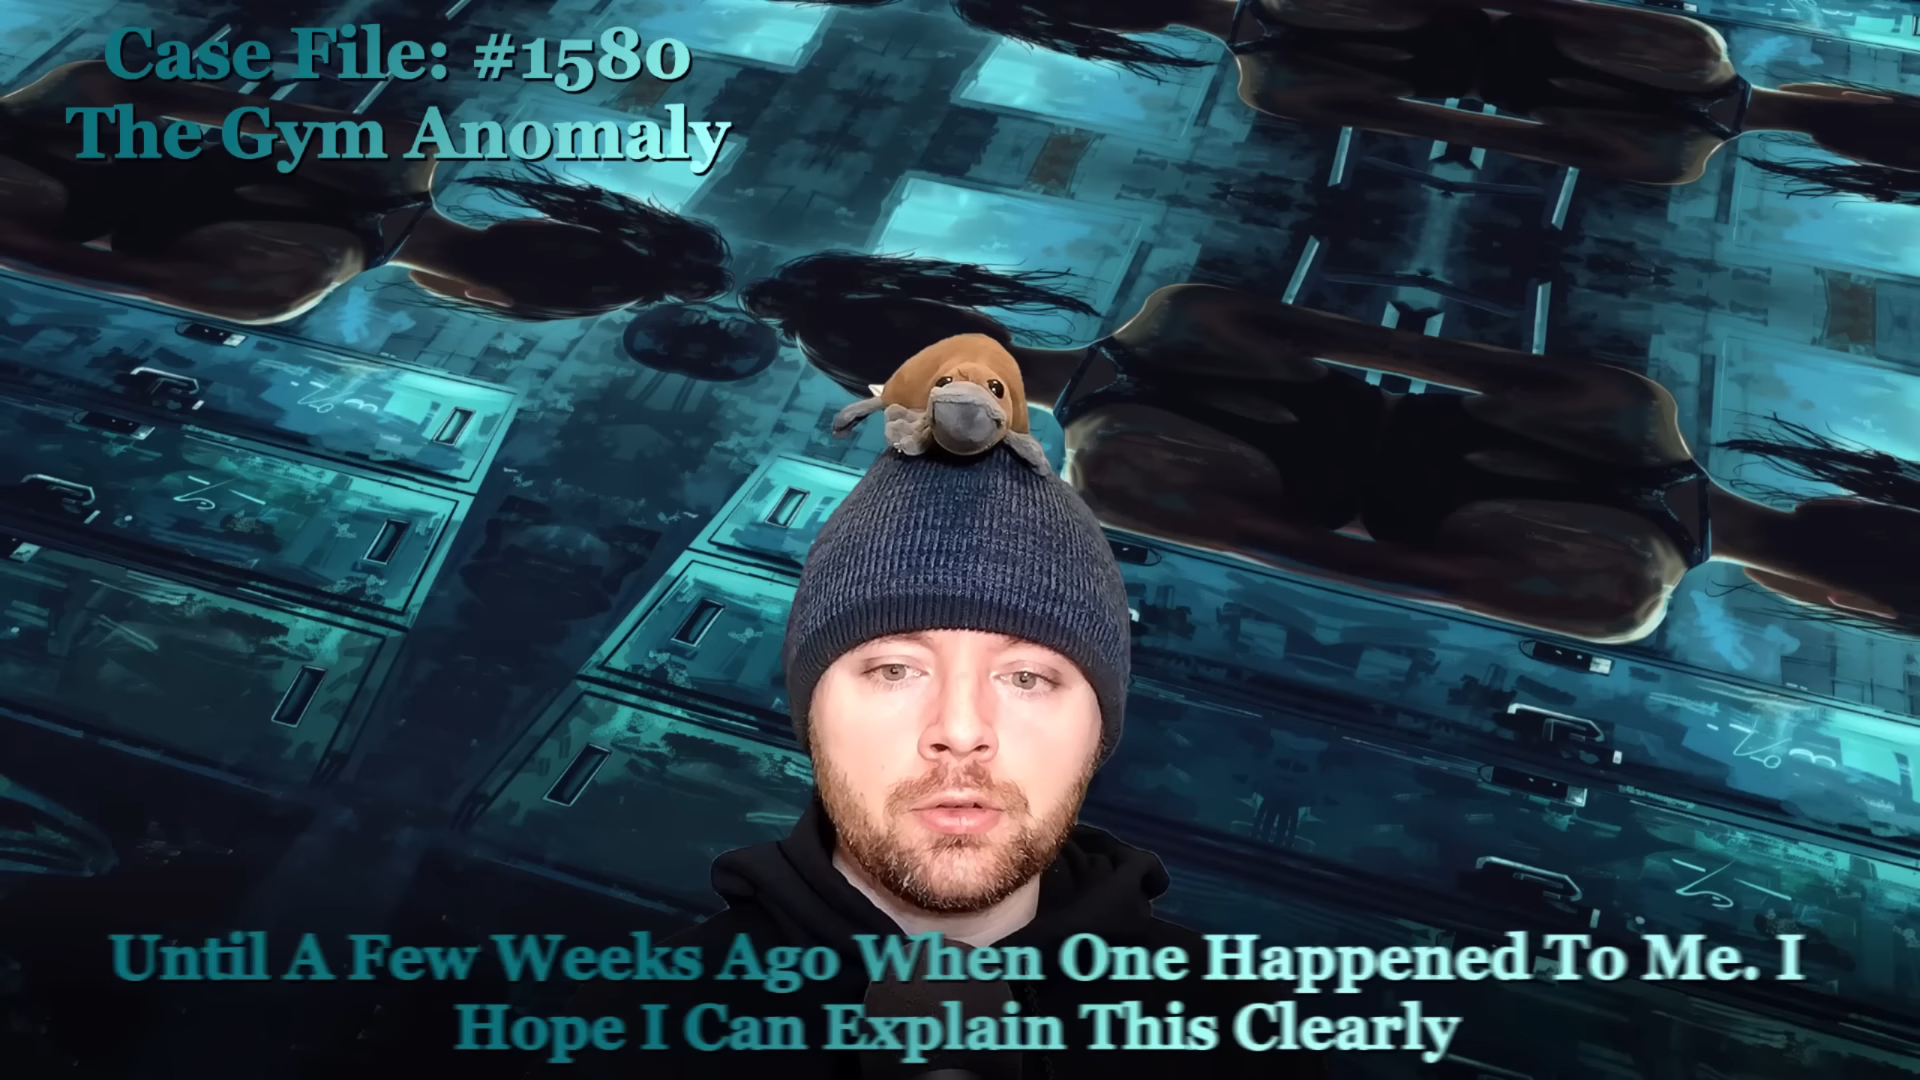 Case File: #1580
The Gym Anomaly
Until A Few Weeks Ago When One Happened To Me. I
Hope I Can Explain This Clearly